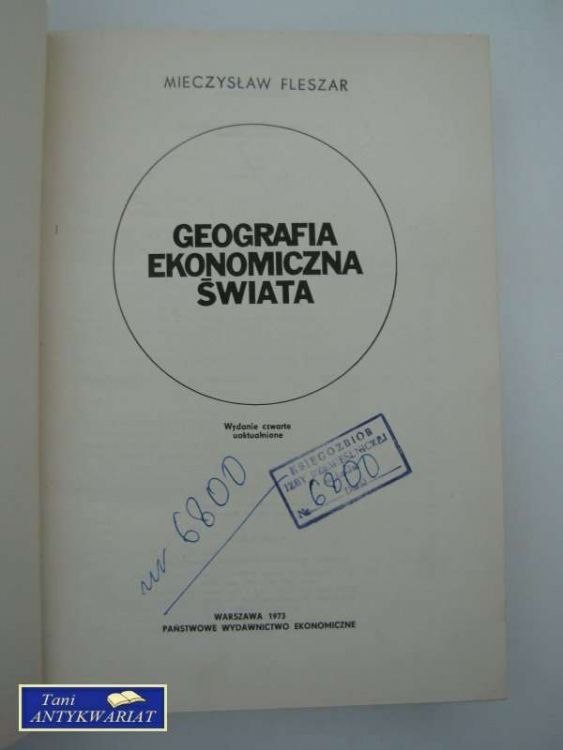 MIECZYSŁAW FLESZAR
GEOGRAFIA
EKONOMICZNA
ŚWIATA
Wydanie czwarte
uaktualnione
KSIĘGOZBIÓR
№ 6800
nr 6800
WARSZAWA 1973
PAŃSTWOWE WYDAWNICTWO EKONOMICZNE
Tani
ANTYKWARIAT